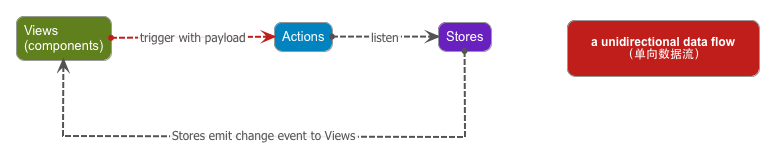 Views
(components)
trigger with payload
Actions
listen
Stores
a unidirectional data flow
（单向数据流）
Stores emit change event to Views